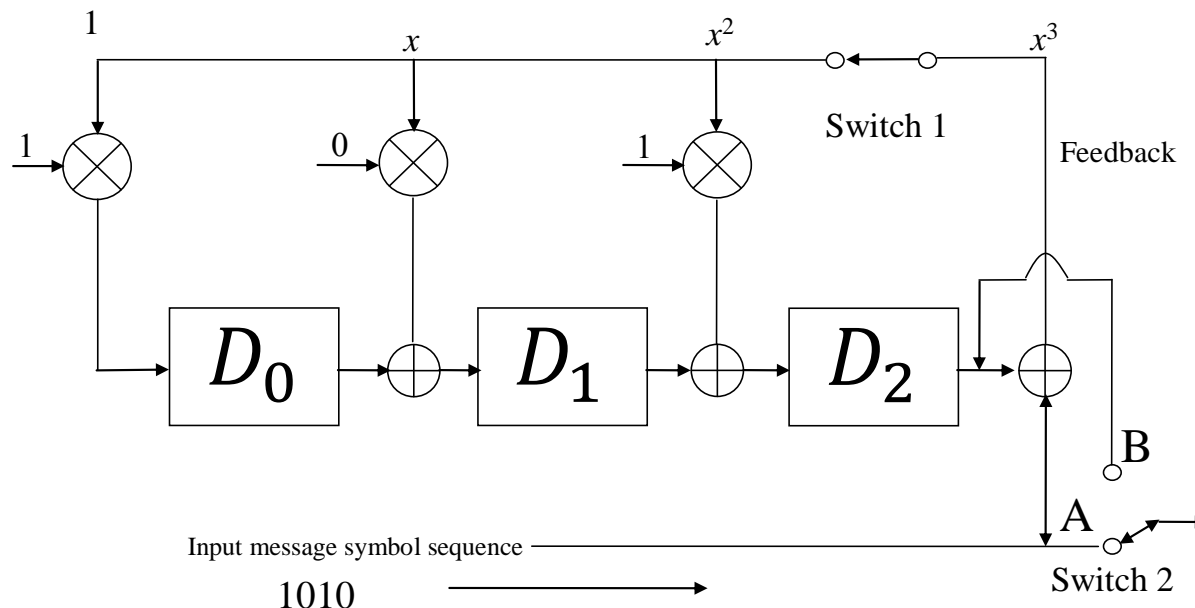 1
x
x²
x³
Switch 1
1
0
1
Feedback
D₀
D₁
D₂
B
A
Input message symbol sequence
Switch 2
1010